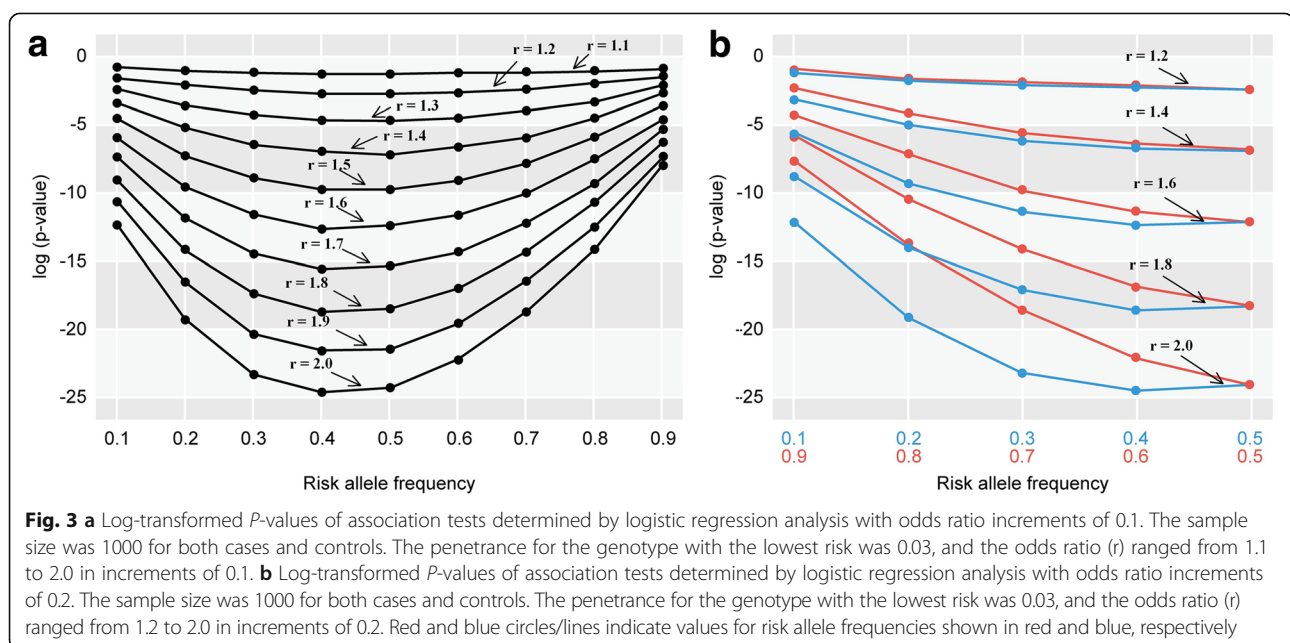 a
0
-5
-10
-15
-20
-25
log (p-value)
r = 1.1
r = 1.2
r = 1.3
r = 1.4
r = 1.5
r = 1.6
r = 1.7
r = 1.8
r = 1.9
r = 2.0
0.1 0.2 0.3 0.4 0.5 0.6 0.7 0.8 0.9
Risk allele frequency
b
0
-5
-10
-15
-20
-25
log (p-value)
r = 1.2
r = 1.4
r = 1.6
r = 1.8
r = 2.0
0.1 0.2 0.3 0.4 0.5
0.9 0.8 0.7 0.6 0.5
Risk allele frequency
Fig. 3 a Log-transformed P-values of association tests determined by logistic regression analysis with odds ratio increments of 0.1. The sample
size was 1000 for both cases and controls. The penetrance for the genotype with the lowest risk was 0.03, and the odds ratio (r) ranged from 1.1
to 2.0 in increments of 0.1. b Log-transformed P-values of association tests determined by logistic regression analysis with odds ratio increments
of 0.2. The sample size was 1000 for both cases and controls. The penetrance for the genotype with the lowest risk was 0.03, and the odds ratio (r)
ranged from 1.2 to 2.0 in increments of 0.2. Red and blue circles/lines indicate values for risk allele frequencies shown in red and blue, respectively